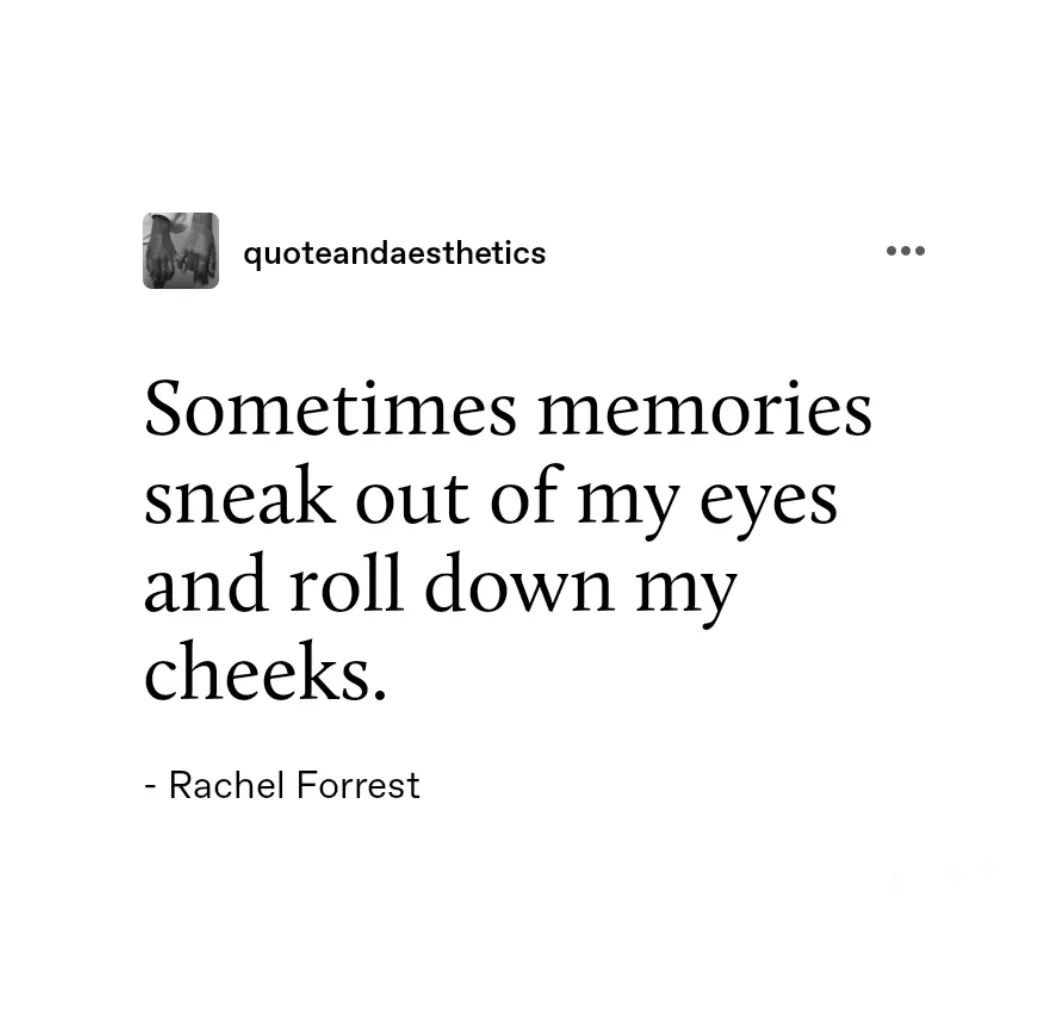 quoteandaesthetics
Sometimes memories
sneak out of my eyes
and roll down my
cheeks.
- Rachel Forrest